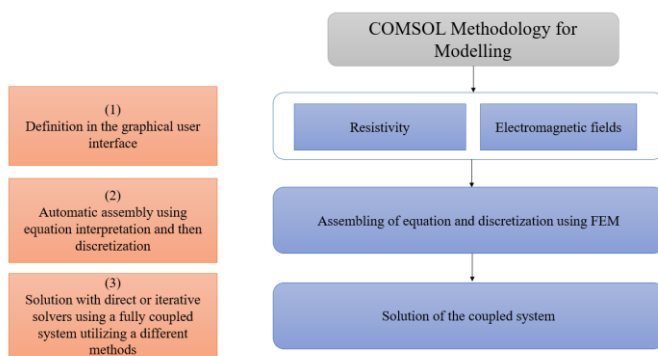 COMSOL Methodology for
Modelling
(1)
Definition in the graphical user
interface
Resistivity
Electromagnetic fields
(2)
Automatic assembly using
equation interpretation and then
discretization
Assembling of equation and discretization using FEM
(3)
Solution with direct or iterative
solvers using a fully coupled
system utilizing a different
methods
Solution of the coupled system